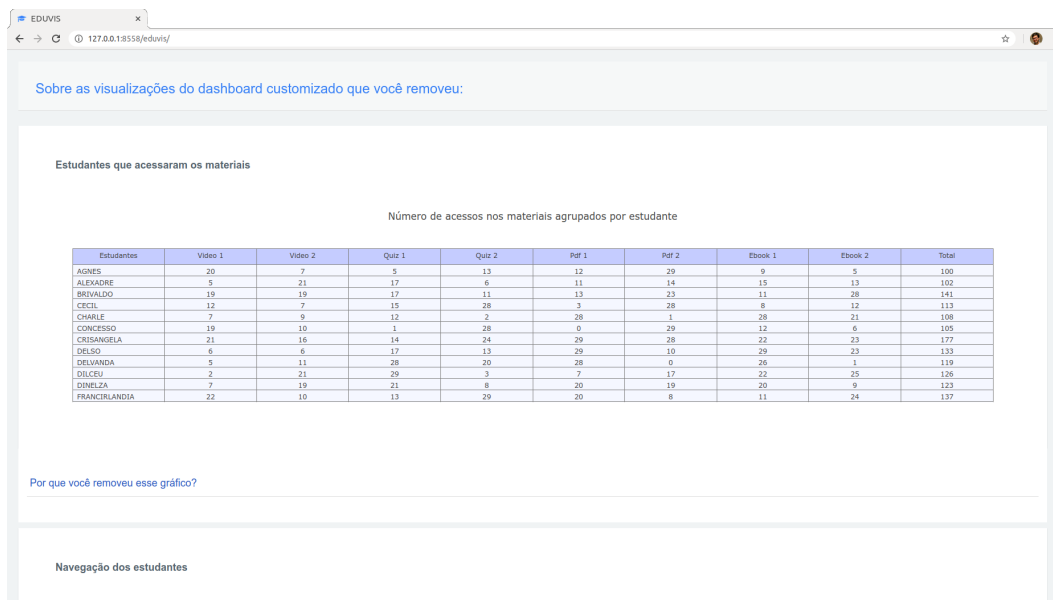 EDUVIS
127.0.0.1:8558/eduvis/
Sobre as visualizações do dashboard customizado que você removeu:
Estudantes que acessaram os materiais
Número de acessos nos materiais agrupados por estudante
Estudantes Video 1 Video 2 Quiz 1 Quiz 2 Pdf 1 Pdf 2 Ebook 1 Ebook 2 Total
AGNES 20 7 5 13 12 29 9 5 100
ALEXADRE 5 21 17 6 11 14 15 13 102
BRIVALDO 19 19 17 11 13 23 11 28 141
CECIL 12 7 15 28 3 28 8 12 113
CHARLE 7 9 12 2 28 1 28 21 108
CONCESSO 19 10 1 28 0 29 12 6 105
CRISANGELA 21 16 14 24 29 28 22 23 177
DELSO 6 6 17 13 29 10 29 23 133
DELVANDA 5 11 28 20 28 0 26 1 119
DILCEU 2 21 29 3 7 17 22 25 126
DINELZA 7 19 21 8 20 19 20 9 123
FRANCIRLANDIA 22 10 13 29 20 8 11 24 137
Por que você removeu esse gráfico?
Navegação dos estudantes